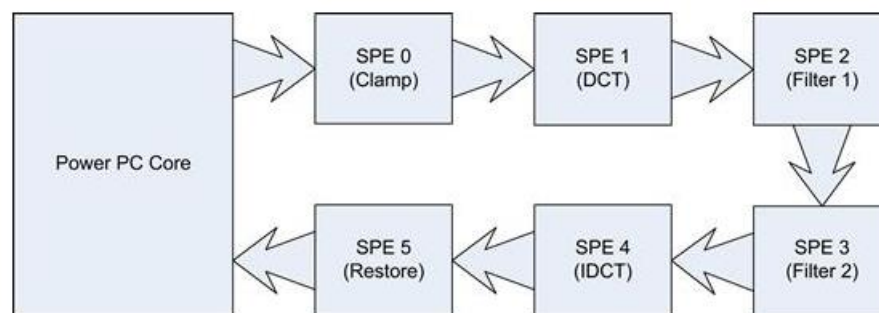 Power PC Core
SPE 0
(Clamp)
SPE 1
(DCT)
SPE 2
(Filter 1)
SPE 3
(Filter 2)
SPE 4
(IDCT)
SPE 5
(Restore)